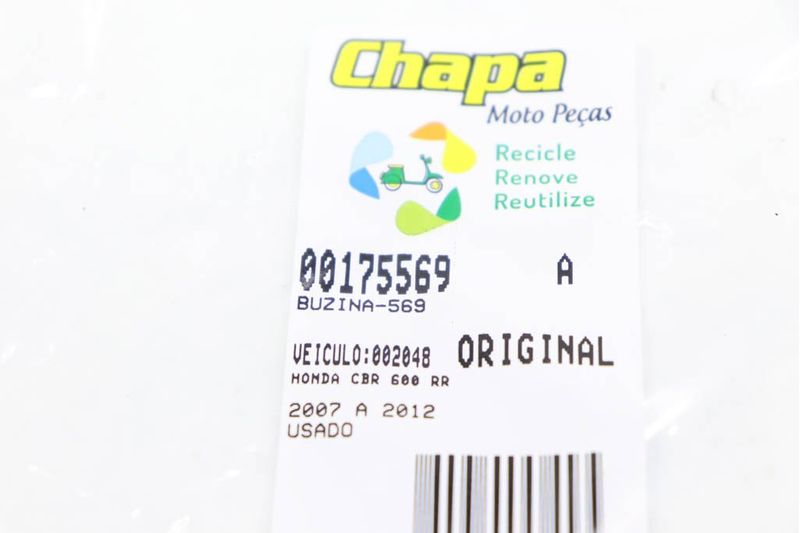 Chapa
Moto Peças
Recicle
Renove
Reutilize
00175569 A
BUZINA-569
VEICULO:002048 ORIGINAL
HONDA CBR 600 RR
2007 A 2012
USADO